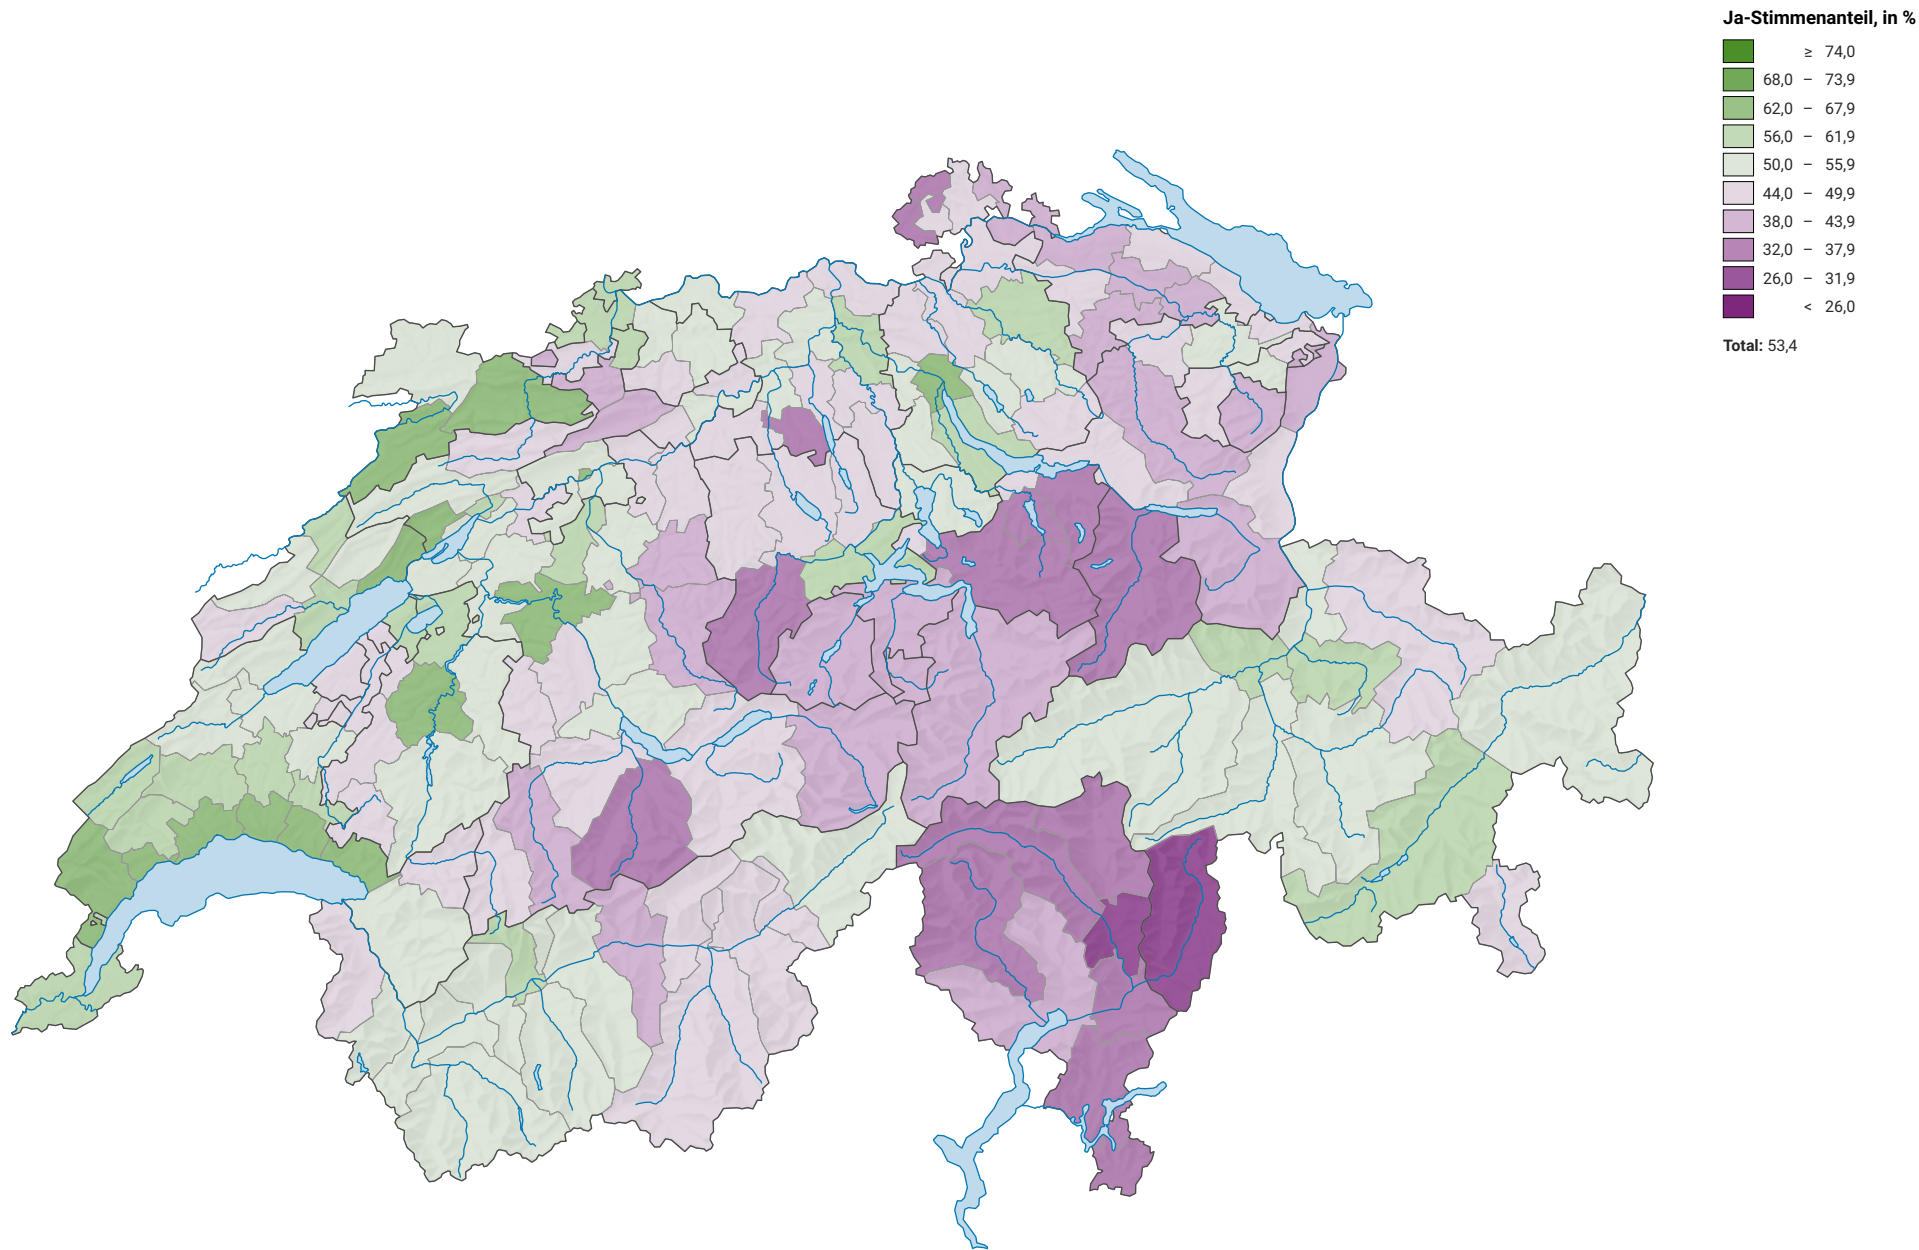 Ja-Stimmenanteil, in %
≥ 74,0
68,0 – 73,9
62,0 – 67,9
56,0 – 61,9
50,0 – 55,9
44,0 – 49,9
38,0 – 43,9
32,0 – 37,9
26,0 – 31,9
< 26,0
Total: 53,4